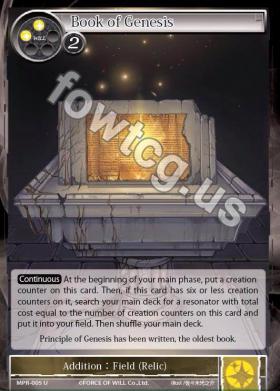 Book of Genesis
WILL
2
fowtcg.us
Continuous At the beginning of your main phase, put a creation
counter on this card. Then, if this card has six or less creation
counters on it, search your main deck for a resonator with total
cost equal to the number of creation counters on this card and
put it into your field. Then shuffle your main deck.
Principle of Genesis has been written, the oldest book.
Addition : Field (Relic)
MPR-005 U ©FORCE OF WILL Co.,Ltd. Illust